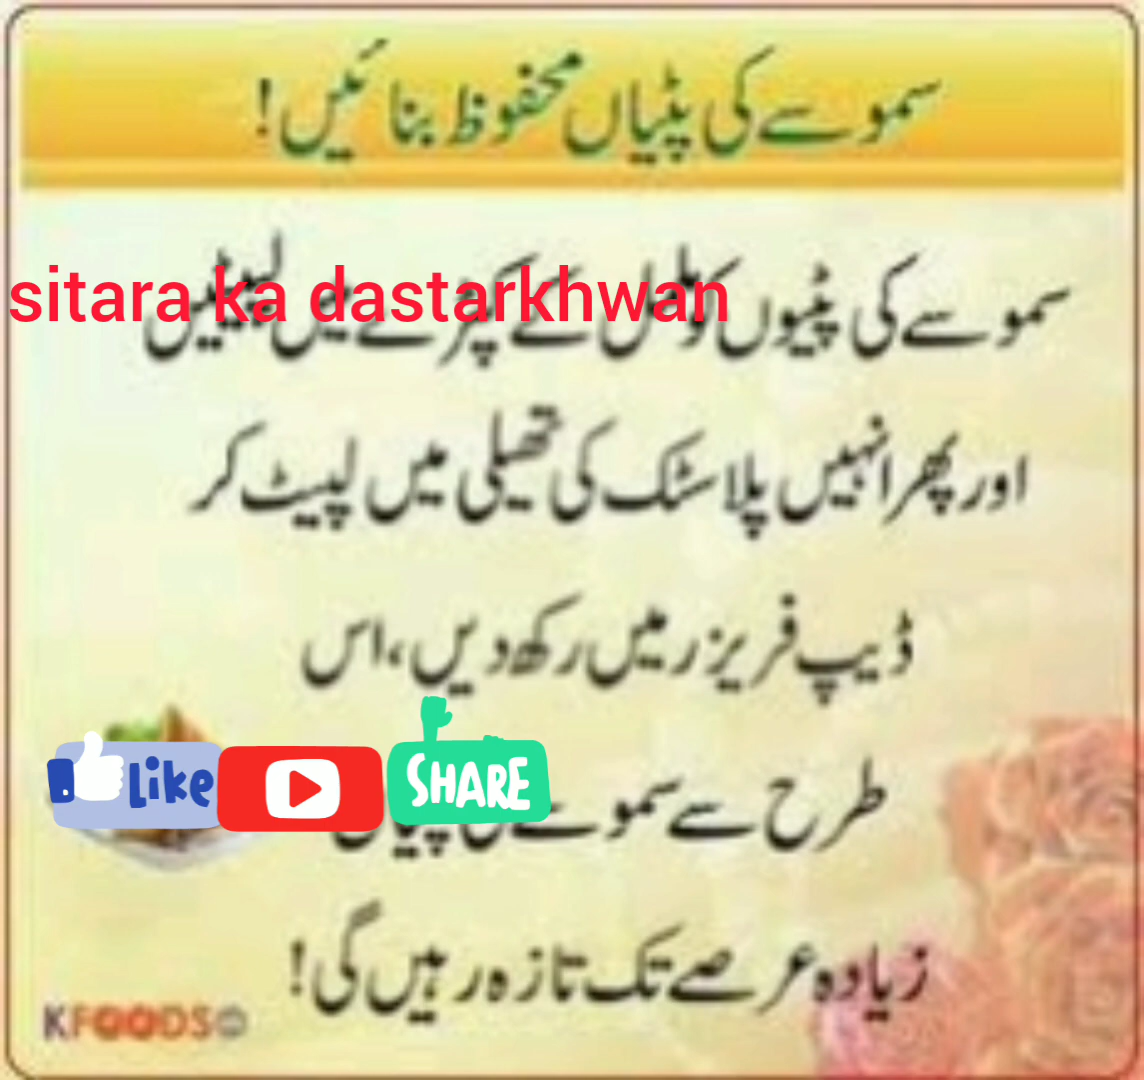 سموسے کی پٹیاں محفوظ بنائیں!
sitara ka dastarkhwan
سموسے کی پٹیوں کو ململ کے کپڑے میں لپیٹیں
اور پھر انہیں پلاسٹک کی تھیلی میں لپیٹ کر
ڈیپ فریزر میں رکھ دیں، اس
طرح سے سموسے کی پٹیاں
Like
SHARE
زیادہ عرصے تک تازہ رہیں گی!
KFOODS